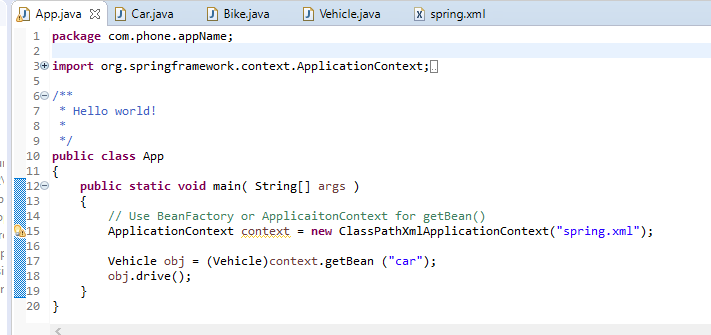 App.java Car.java Bike.java Vehicle.java spring.xml
1 package com.phone.appName;
2
3 import org.springframework.context.ApplicationContext;
5
6 /**
7 * Hello world!
8 *
9 */
10 public class App
11 {
12 public static void main( String[] args )
13 {
14 // Use BeanFactory or ApplicaitonContext for getBean()
15 ApplicationContext context = new ClassPathXmlApplicationContext("spring.xml");
16
17 Vehicle obj = (Vehicle)context.getBean ("car");
18 obj.drive();
19 }
20 }